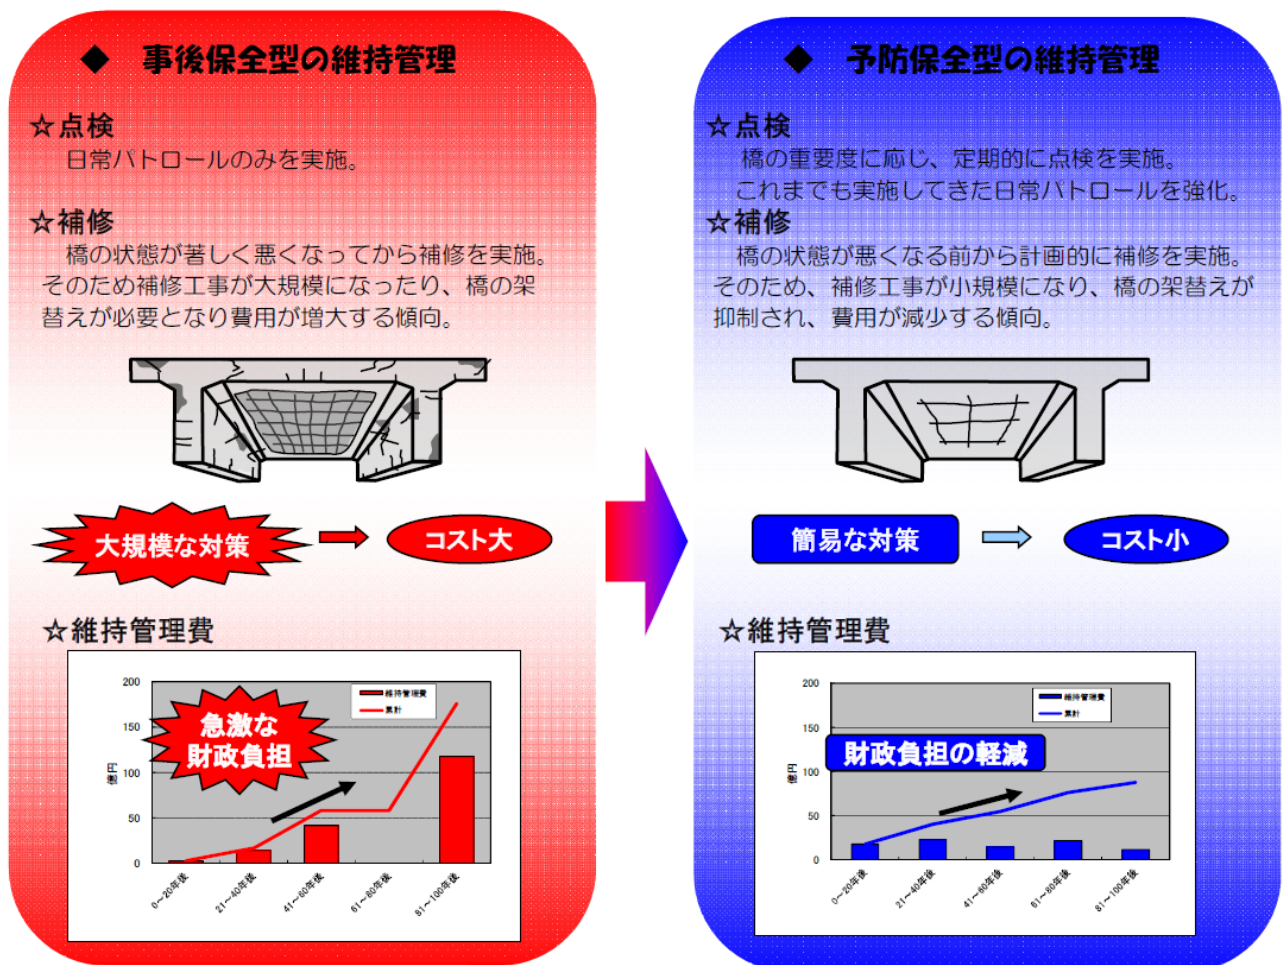 ◆ 事後保全型の維持管理
☆点検
日常パトロールのみを実施。
☆補修
橋の状態が著しく悪くなってから補修を実施。
そのため補修工事が大規模になったり、橋の架
替えが必要となり費用が増大する傾向。
大規模な対策
コスト大
☆維持管理費
200
150
100
50
0
億円
維持管理費
累計
急激な
財政負担
0～20年後
21～40年後
41～60年後
61～80年後
81～100年後
◆ 予防保全型の維持管理
☆点検
橋の重要度に応じ、定期的に点検を実施。
これまでも実施してきた日常パトロールを強化。
☆補修
橋の状態が悪くなる前から計画的に補修を実施。
そのため、補修工事が小規模になり、橋の架替えが
抑制され、費用が減少する傾向。
簡易な対策
コスト小
☆維持管理費
200
150
100
50
0
億円
維持管理費
累計
財政負担の軽減
0～20年後
21～40年後
41～60年後
61～80年後
81～100年後